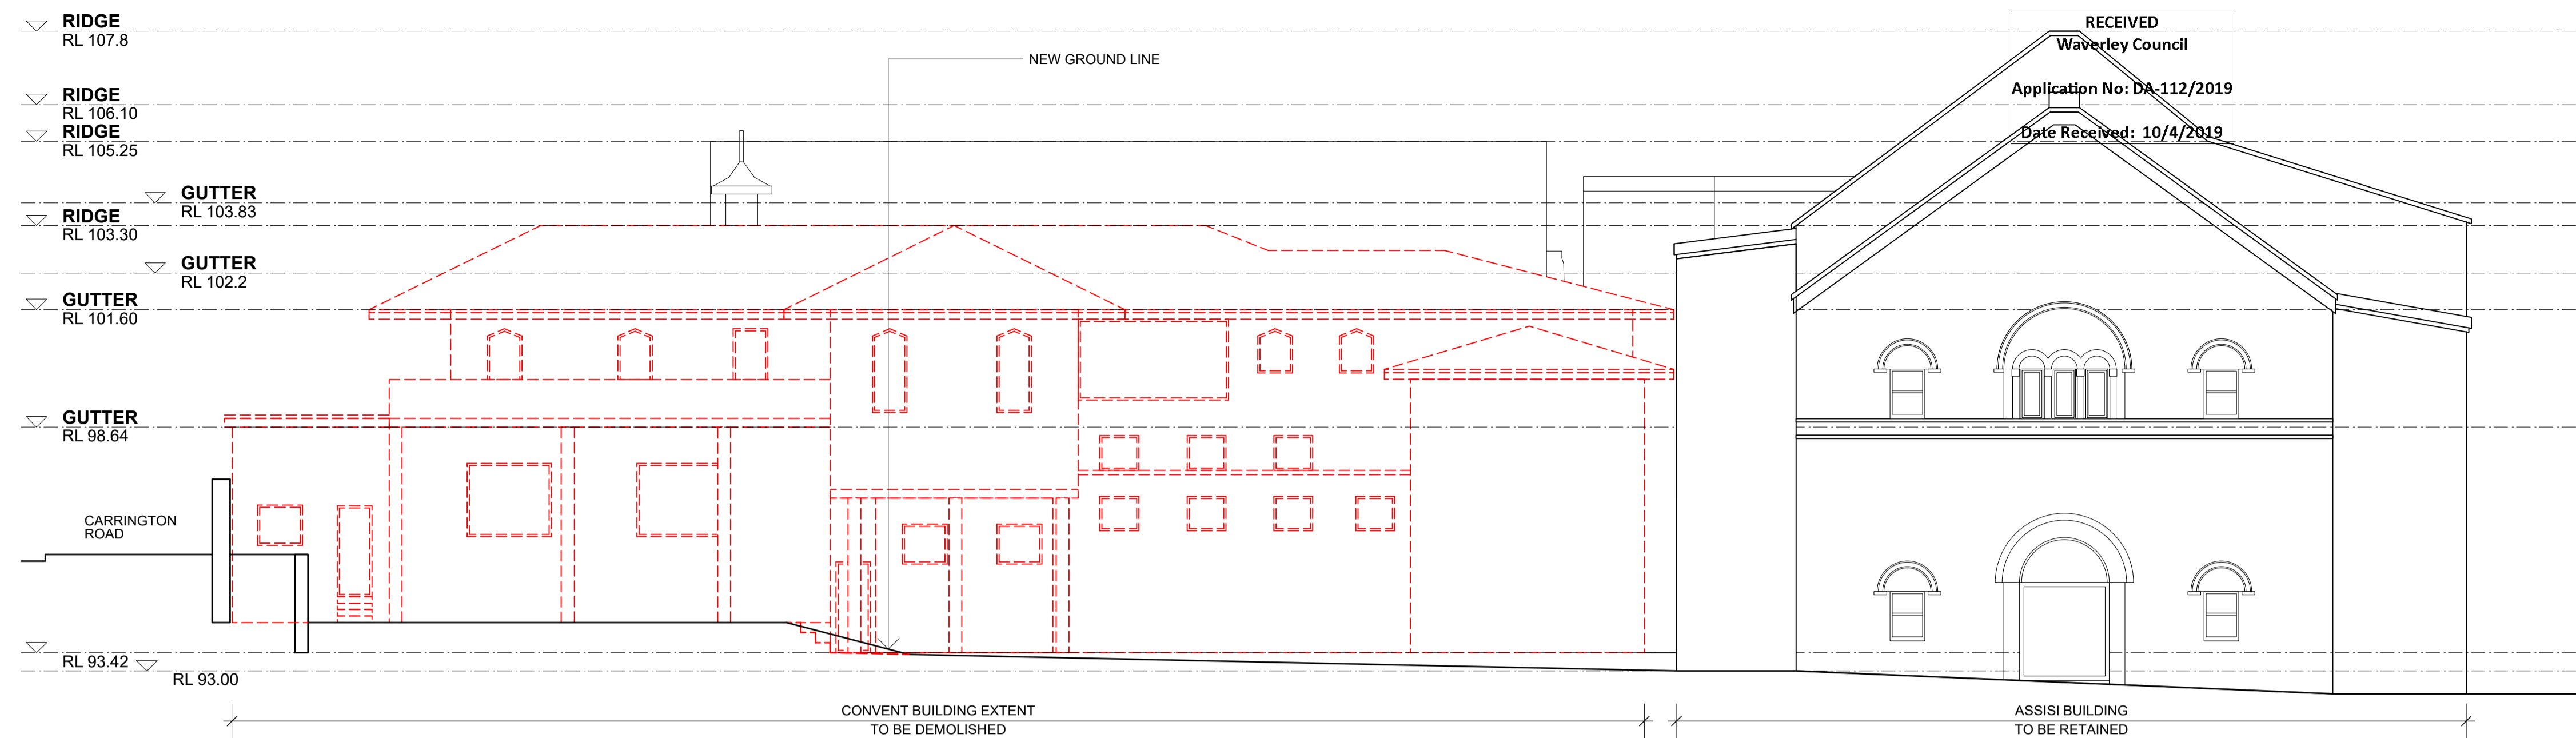 RIDGE
RL 107.8
RIDGE
RL 106.10
RIDGE
RL 105.25
GUTTER
RL 103.83
RIDGE
RL 103.30
GUTTER
RL 102.2
GUTTER
RL 101.60
GUTTER
RL 98.64
CARRINGTON
ROAD
RL 93.42
RL 93.00
NEW GROUND LINE
RECEIVED
Waverley Council
Application No: DA-112/2019
Date Received: 10/4/2019
CONVENT BUILDING EXTENT
TO BE DEMOLISHED
ASSISI BUILDING
TO BE RETAINED